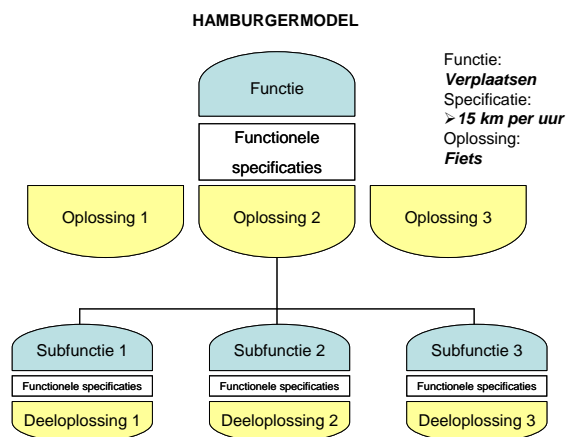 HAMBURGERMODEL
Functie
Functionele
specificaties
Functie:
Verplaatsen
Specificatie:
➢15 km per uur
Oplossing:
Fiets
Oplossing 1
Oplossing 2
Oplossing 3
Subfunctie 1
Subfunctie 2
Subfunctie 3
Functionele specificaties
Functionele specificaties
Functionele specificaties
Deeloplossing 1
Deeloplossing 2
Deeloplossing 3